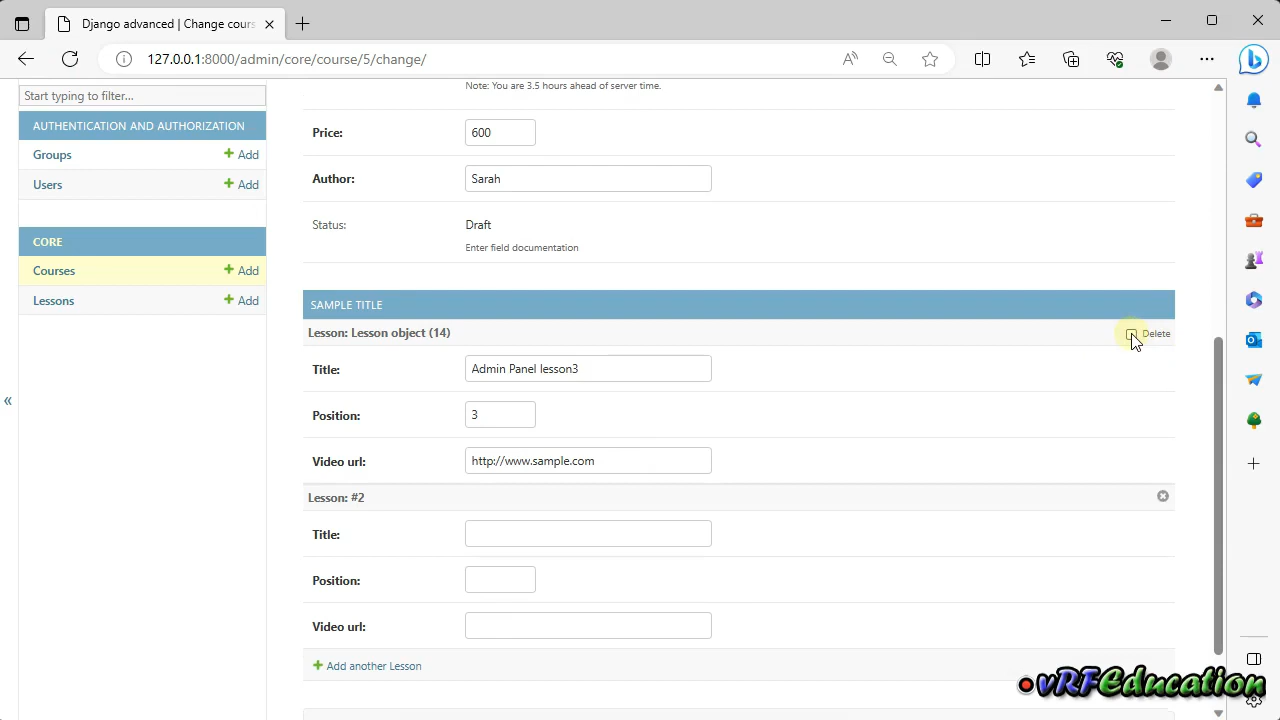 Django advanced | Change cours
127.0.0.1:8000/admin/core/course/5/change/
Start typing to filter...
AUTHENTICATION AND AUTHORIZATION
Groups
Add
Users
Add
CORE
Courses
Add
Lessons
Add
«
Note: You are 3.5 hours ahead of server time.
Price:
600
Author:
Sarah
Status:
Draft
Enter field documentation
SAMPLE TITLE
Lesson: Lesson object (14)
Delete
Title:
Admin Panel lesson3
Position:
3
Video url:
http://www.sample.com
Lesson: #2
Title:
Position:
Video url:
Add another Lesson
vRFEducation